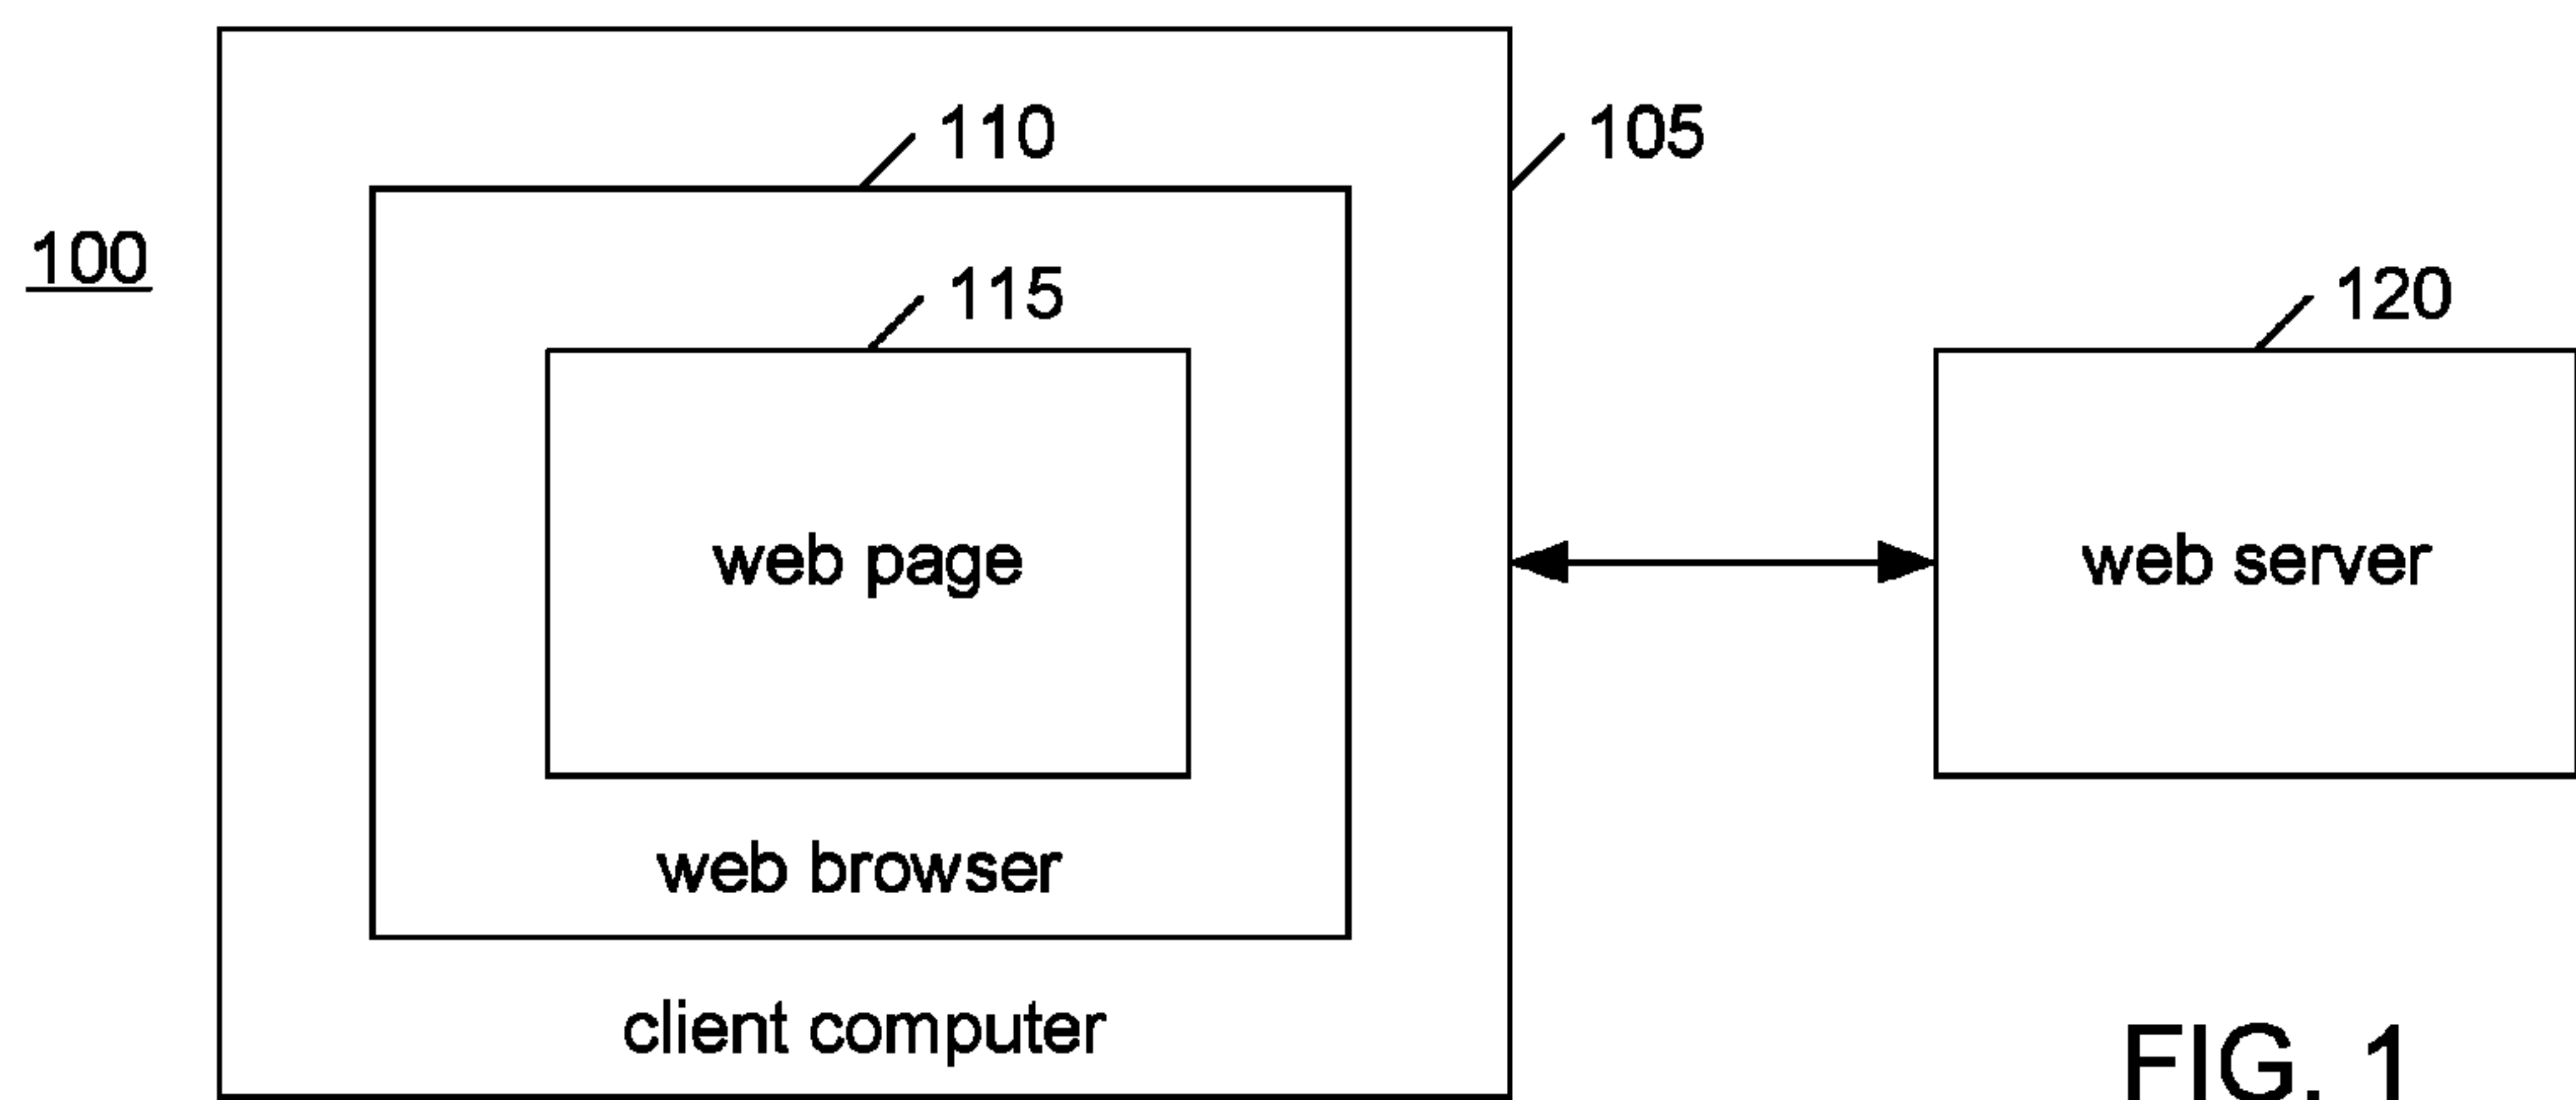 110
105
100
115
120
web page
web server
web browser
client computer
FIG. 1